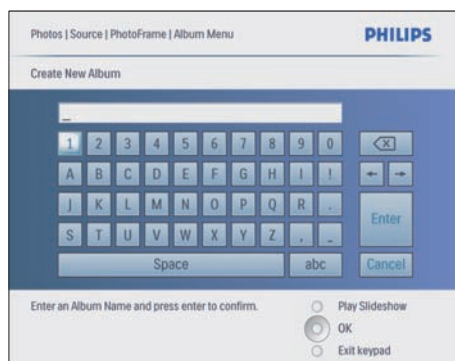 Photos | Source | PhotoFrame | Album Menu
PHILIPS
Create New Album
_
1 2 3 4 5 6 7 8 9 0
A B C D E F G H I !
J K L M N O P Q R .
Enter
S T U V W X Y Z , _
Space abc Cancel
Enter an Album Name and press enter to confirm.
Play Slideshow
OK
Exit keypad